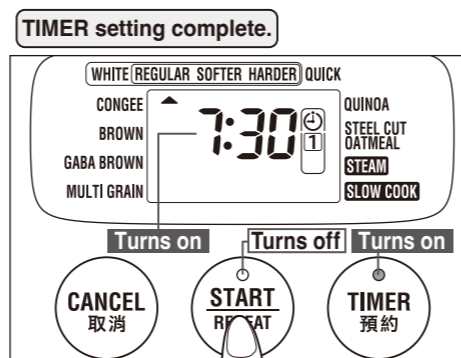 TIMER setting complete.
WHITE REGULAR SOFTER HARDER QUICK
CONGEE
BROWN
GABA BROWN
MULTI GRAIN
7:30
1
QUINOA
STEEL CUT
OATMEAL
STEAM
SLOW COOK
Turns on
Turns off
Turns on
CANCEL
取消
START
TIMER
預約